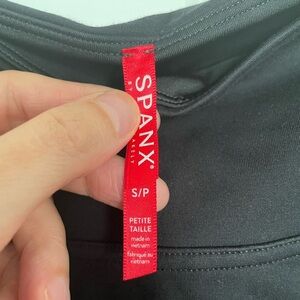 SPANX®
S/P
PETITE
TAILLE
made in
vietnam
fabriqué au
vietnam